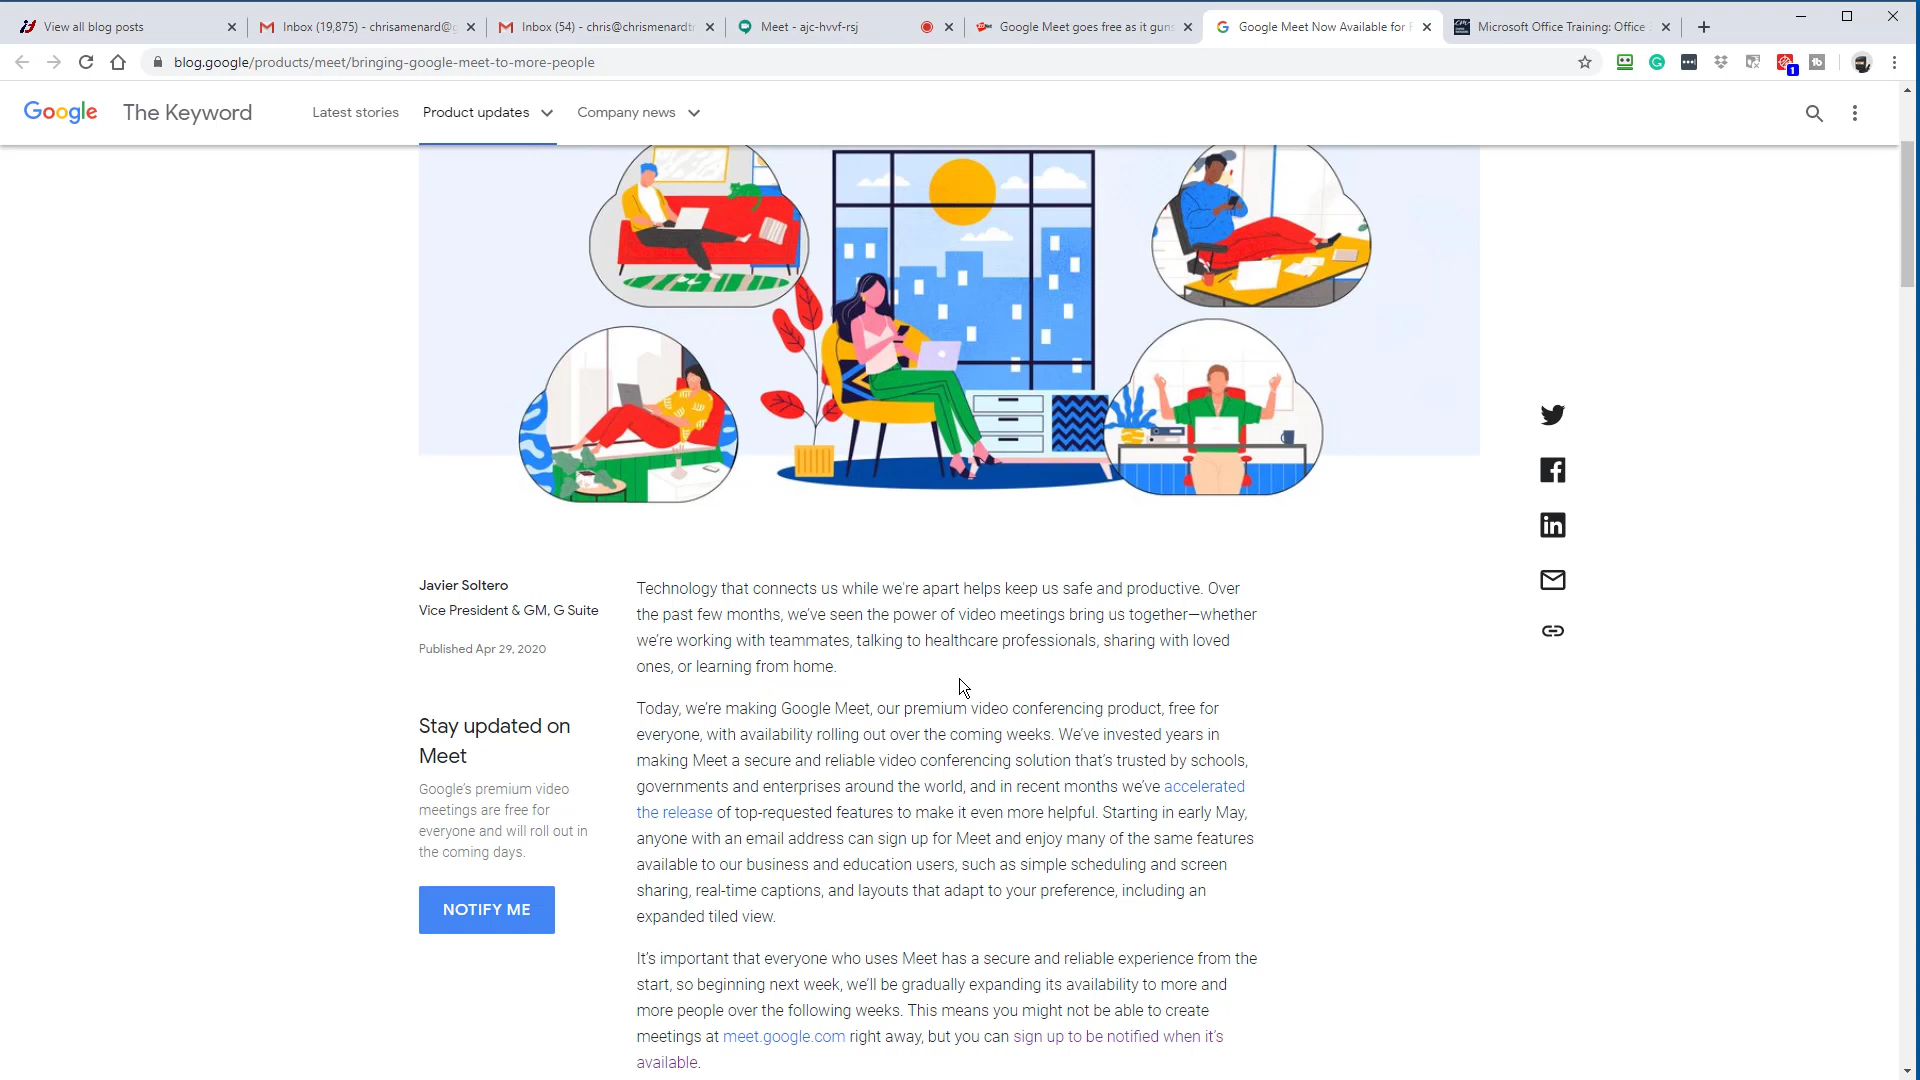 View all blog posts
Inbox (19,875) - chrisamenard@g
Inbox (54) - chris@chrismenardtr
Meet - ajc-hvvf-rsj
Google Meet goes free as it guns
Google Meet Now Available for F
Microsoft Office Training: Office
blog.google/products/meet/bringing-google-meet-to-more-people
1
Google The Keyword
Latest stories
Product updates
Company news
Javier Soltero
Vice President & GM, G Suite
Published Apr 29, 2020
Stay updated on
Meet
Google's premium video
meetings are free for
everyone and will roll out in
the coming days.
NOTIFY ME
Technology that connects us while we're apart helps keep us safe and productive. Over
the past few months, we've seen the power of video meetings bring us together—whether
we're working with teammates, talking to healthcare professionals, sharing with loved
ones, or learning from home.
Today, we're making Google Meet, our premium video conferencing product, free for
everyone, with availability rolling out over the coming weeks. We've invested years in
making Meet a secure and reliable video conferencing solution that's trusted by schools,
governments and enterprises around the world, and in recent months we've accelerated
the release of top-requested features to make it even more helpful. Starting in early May,
anyone with an email address can sign up for Meet and enjoy many of the same features
available to our business and education users, such as simple scheduling and screen
sharing, real-time captions, and layouts that adapt to your preference, including an
expanded tiled view.
It's important that everyone who uses Meet has a secure and reliable experience from the
start, so beginning next week, we'll be gradually expanding its availability to more and
more people over the following weeks. This means you might not be able to create
meetings at meet.google.com right away, but you can sign up to be notified when it's
available.